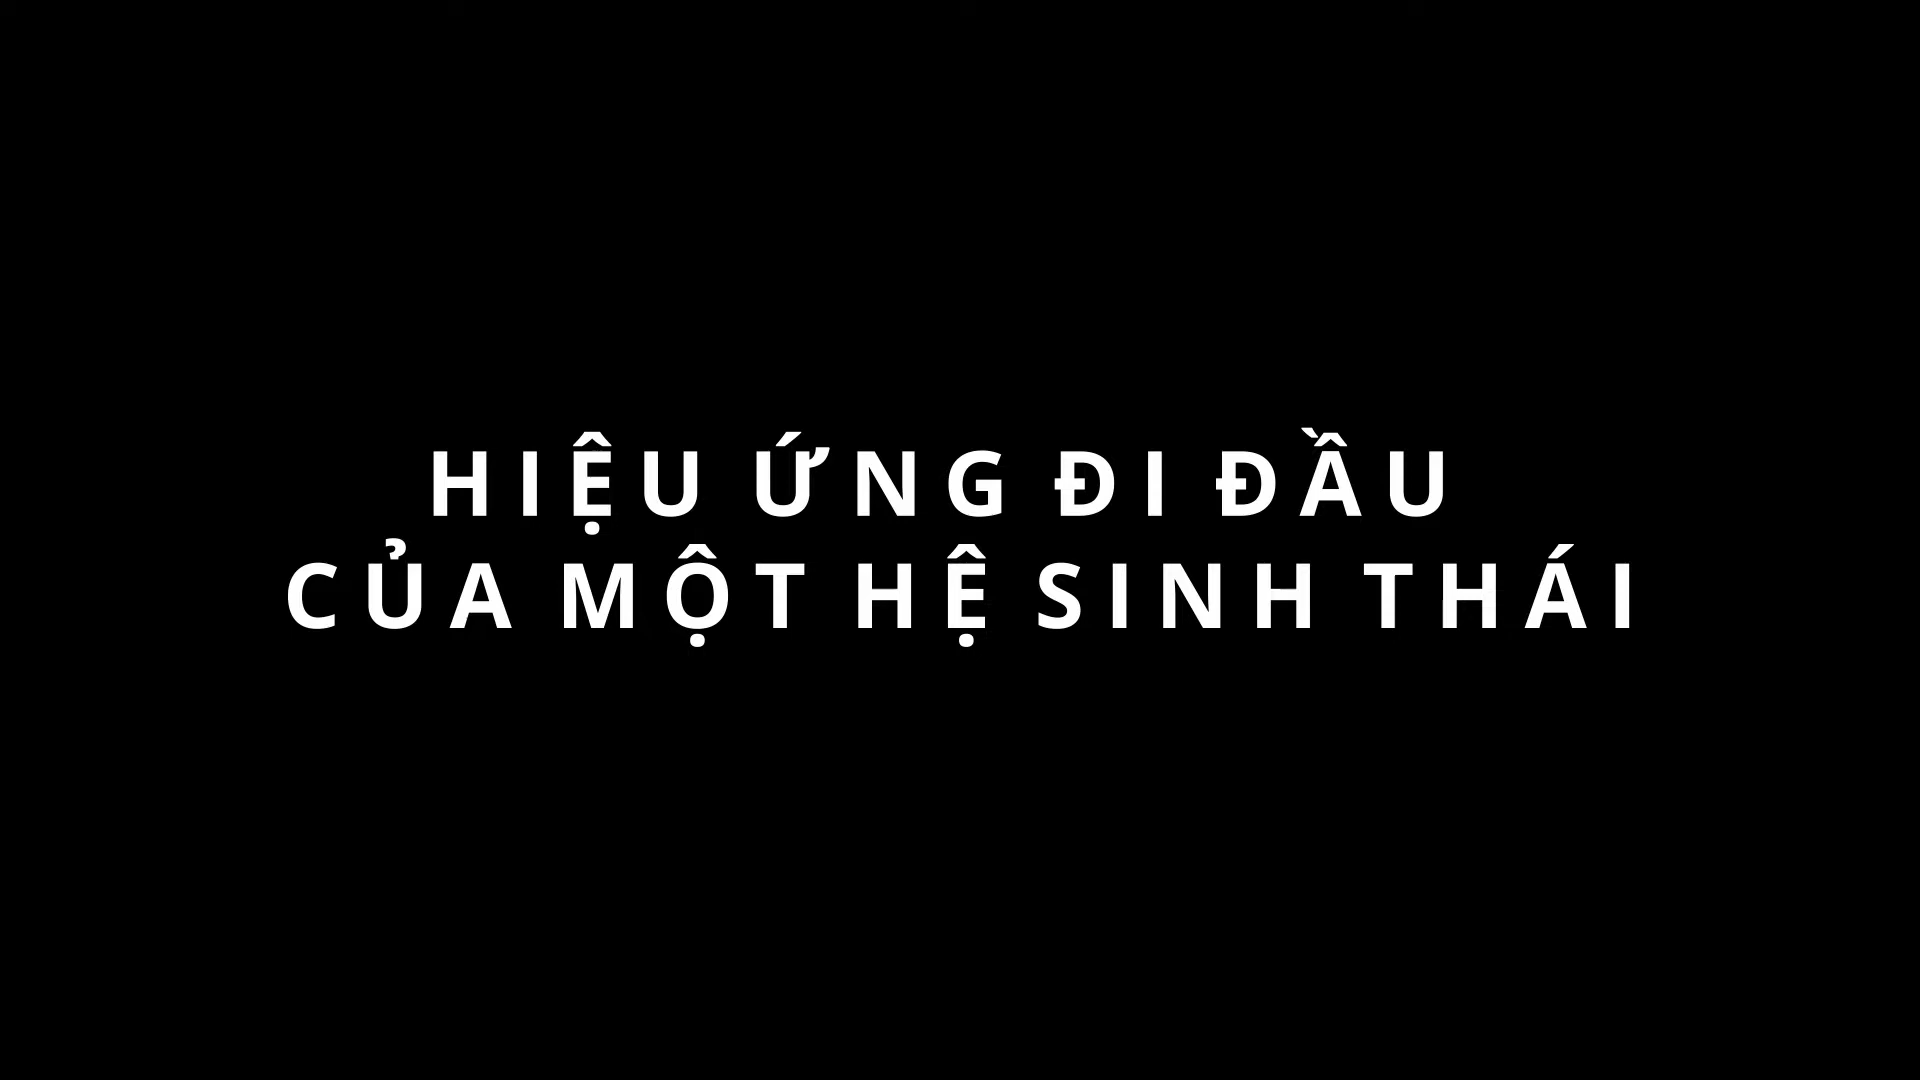 HIỆU ỨNG ĐI ĐẦU
CỦA MỘT HỆ SINH THÁI